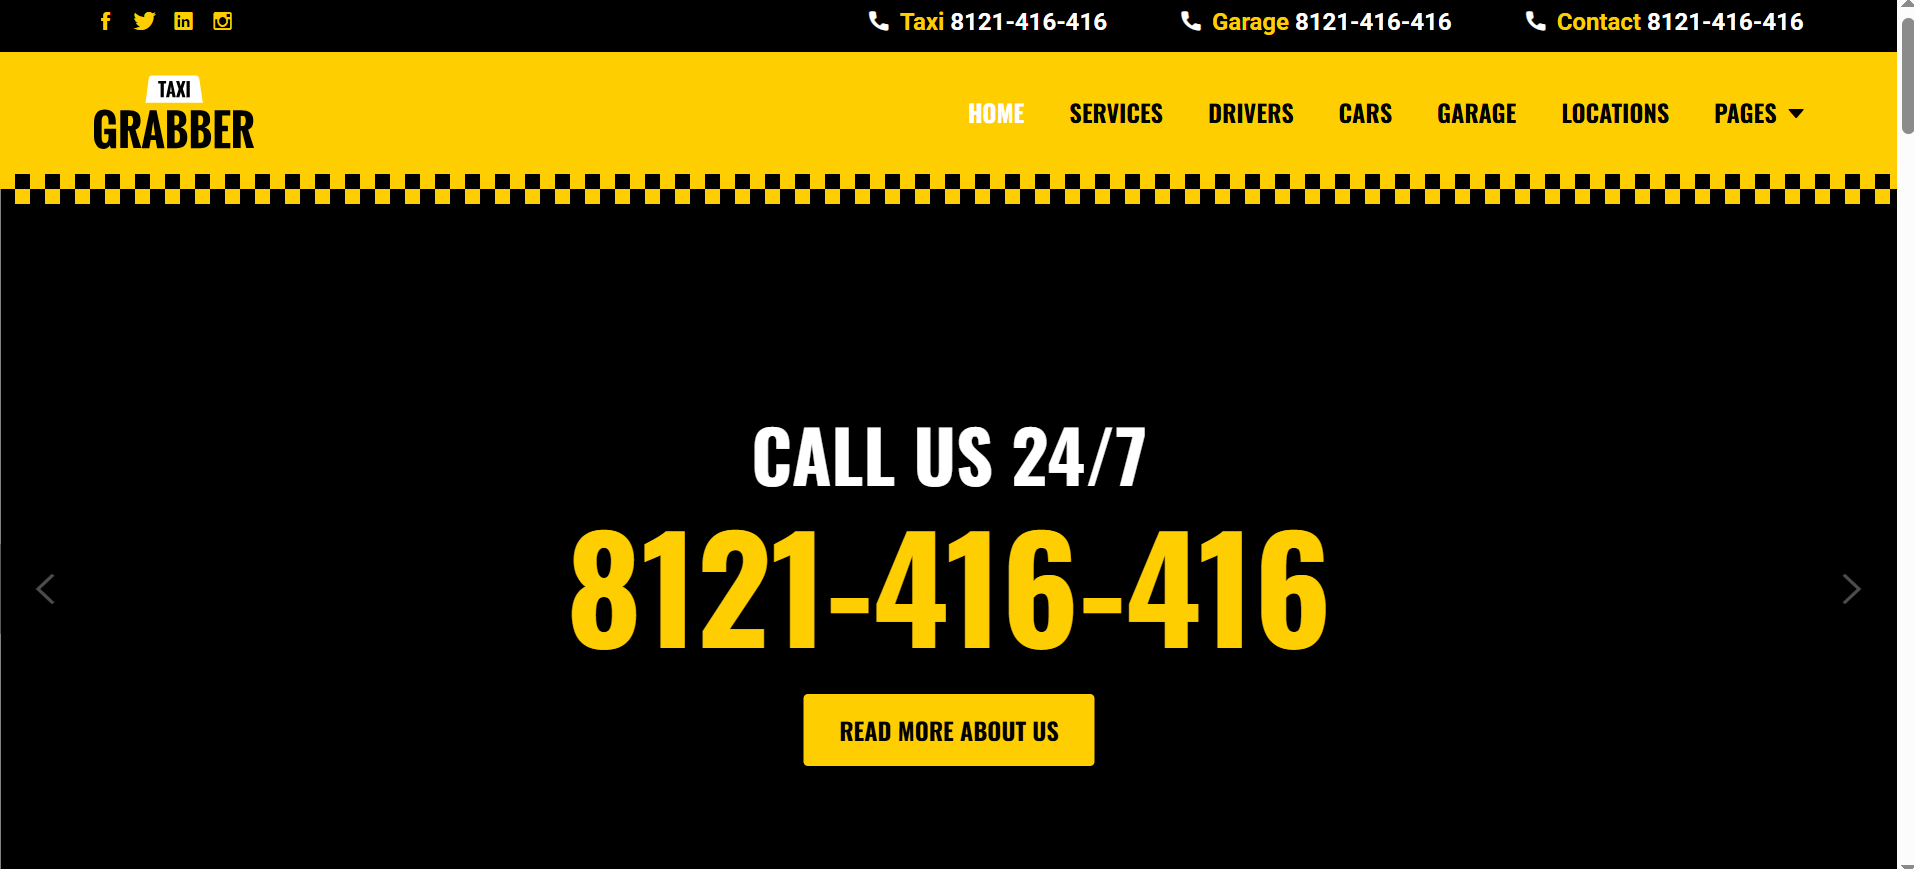 Taxi 8121-416-416 Garage 8121-416-416 Contact 8121-416-416
TAXI
GRABBER
HOME SERVICES DRIVERS CARS GARAGE LOCATIONS PAGES
CALL US 24/7
8121-416-416
READ MORE ABOUT US